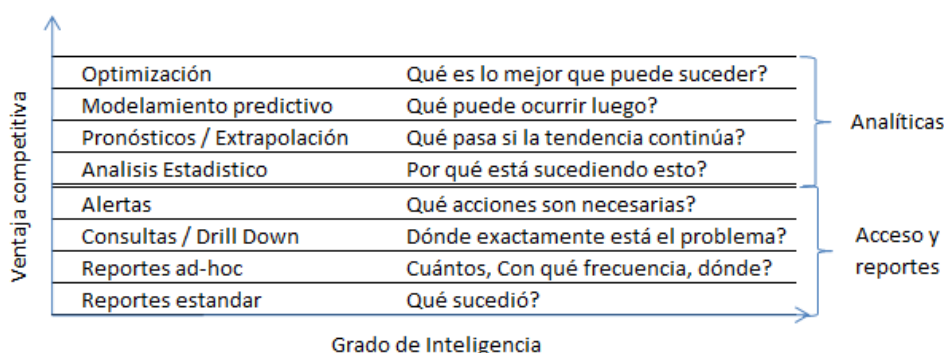 Optimización Qué es lo mejor que puede suceder?
Modelamiento predictivo Qué puede ocurrir luego?
Pronósticos / Extrapolación Qué pasa si la tendencia continúa?
Analisis Estadistico Por qué está sucediendo esto?
Analíticas
Alertas Qué acciones son necesarias?
Consultas / Drill Down Dónde exactamente está el problema?
Reportes ad-hoc Cuántos, Con qué frecuencia, dónde?
Reportes estandar Qué sucedió?
Acceso y
reportes
Ventaja competitiva
Grado de Inteligencia